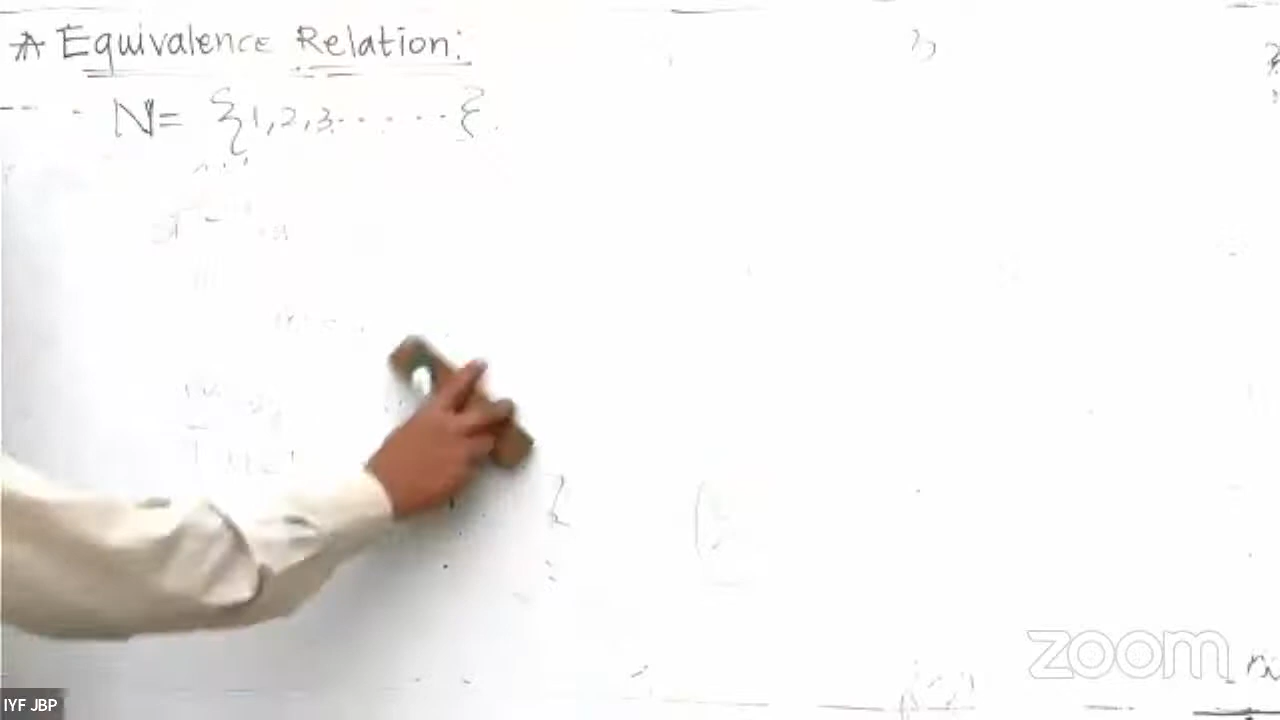 * Equivalence Relation:
N = {1,2,3.......}.
zoom
IYF JBP